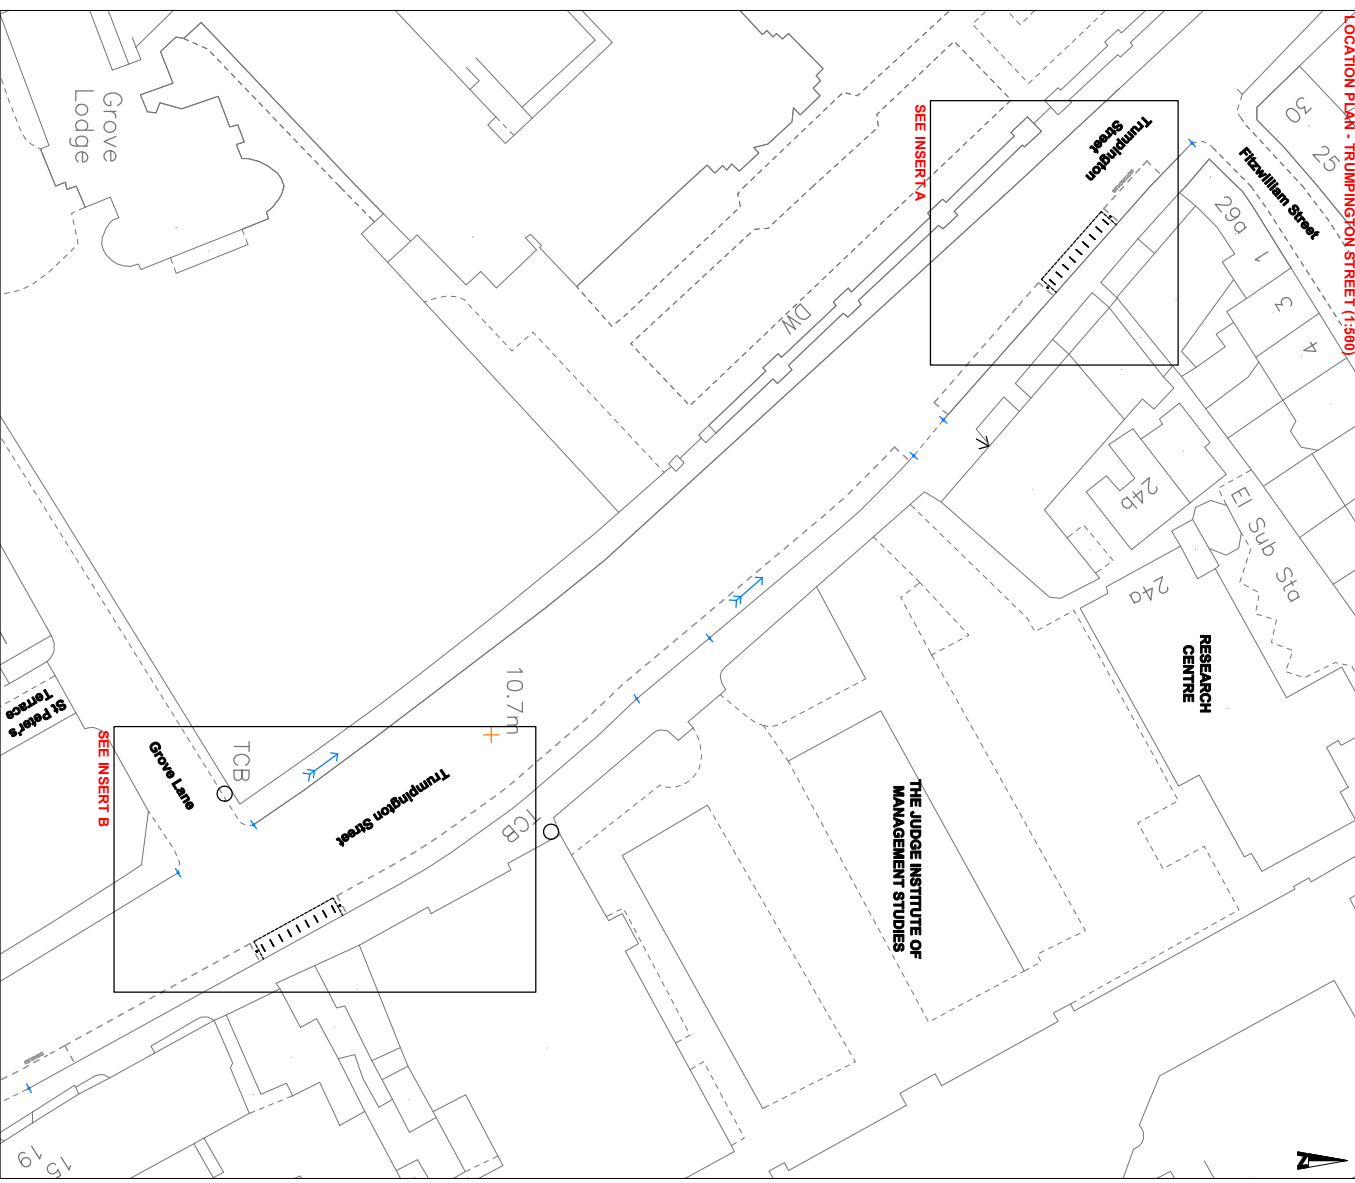 LOCATION PLAN - TRUMPINGTON STREET (1:500)
30
25
Fitzwilliam Street
29a
1
3
4
Trumpington
Street
SEE INSERT A
Grove
Lodge
DW
24b
El Sub Sta
24a
RESEARCH
CENTRE
10.7m
St Peter's
Terrace
SEE INSERT B
Grove Lane
TCB
Trumpington Street
TCB
THE JUDGE INSTITUTE OF
MANAGEMENT STUDIES
15
19
N